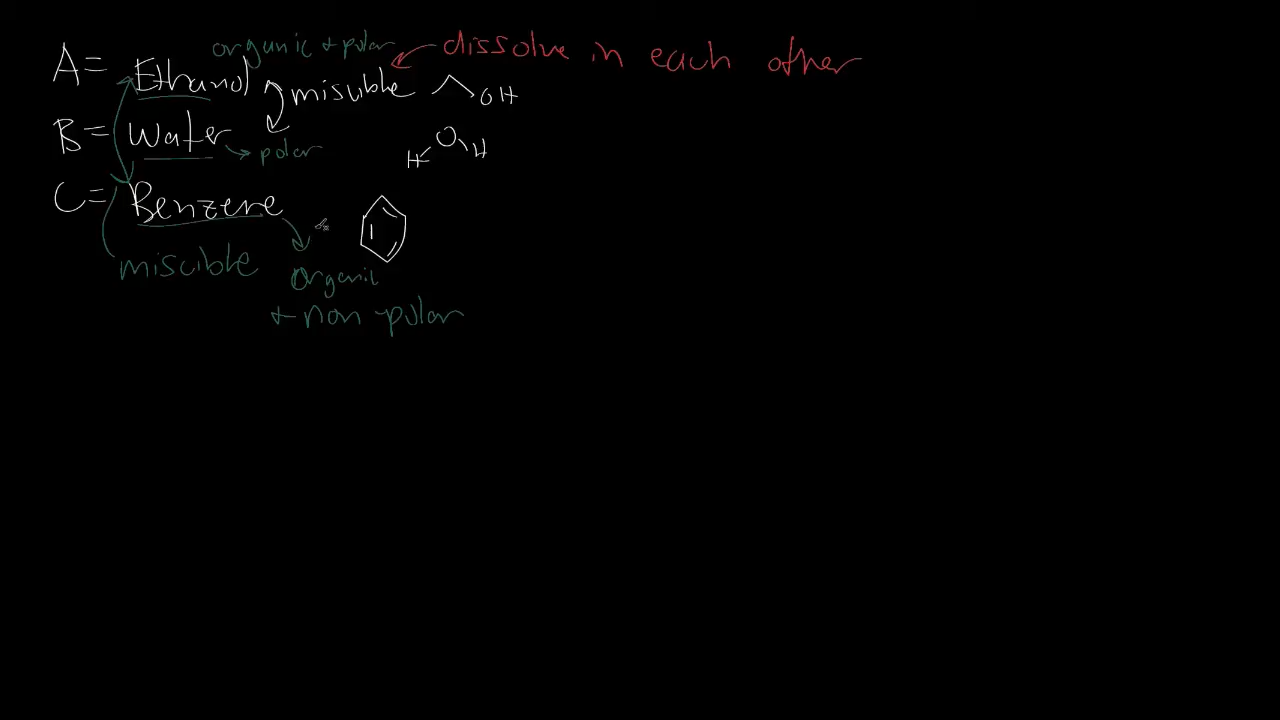 organic + polar
dissolve in each other
A= Ethanol miscible
OH
B= Water
polar
O
H H
C= Benzene
miscible
organic
+ non polar